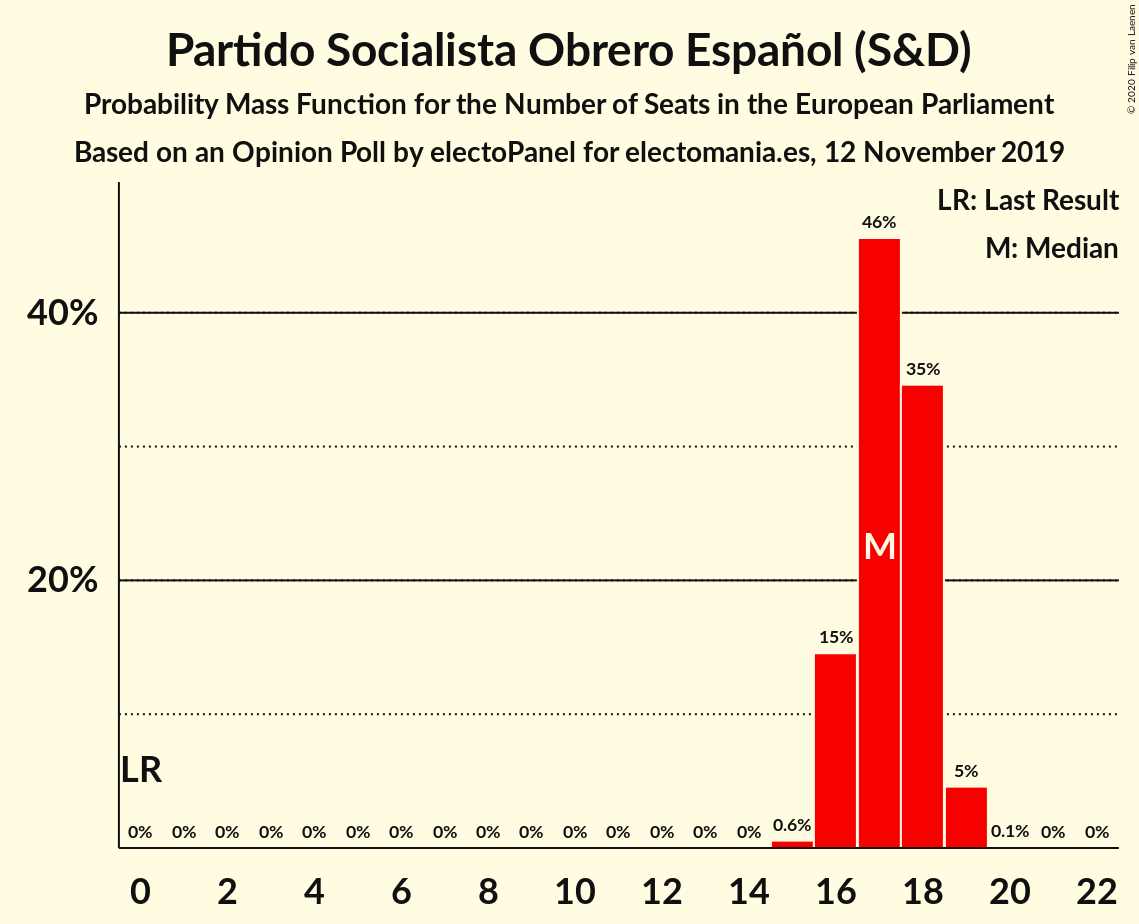 Partido Socialista Obrero Español (S&D)
Probability Mass Function for the Number of Seats in the European Parliament
Based on an Opinion Poll by electoPanel for electomania.es, 12 November 2019
© 2020 Filip van Laenen
LR: Last Result
M: Median
46%
40%
35%
M
20%
15%
LR
5%
0% 0% 0% 0% 0% 0% 0% 0% 0% 0% 0% 0% 0% 0% 0% 0.6% 0.1% 0% 0%
0 2 4 6 8 10 12 14 16 18 20 22